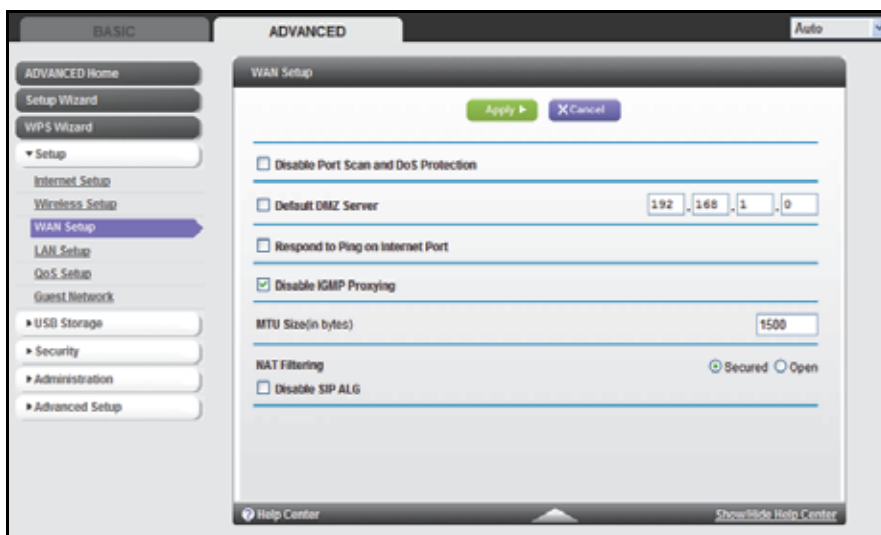 BASIC
ADVANCED
Auto
ADVANCED Home
Setup Wizard
WPS Wizard
Setup
Internet Setup
Wireless Setup
WAN Setup
LAN Setup
QoS Setup
Guest Network
USB Storage
Security
Administration
Advanced Setup
WAN Setup
Apply
Cancel
Disable Port Scan and DoS Protection
Default DMZ Server 192 . 168 . 1 . 0
Respond to Ping on Internet Port
Disable IGMP Proxying
MTU Size(in bytes) 1500
NAT Filtering Secured Open
Disable SIP ALG
Help Center Show/Hide Help Center